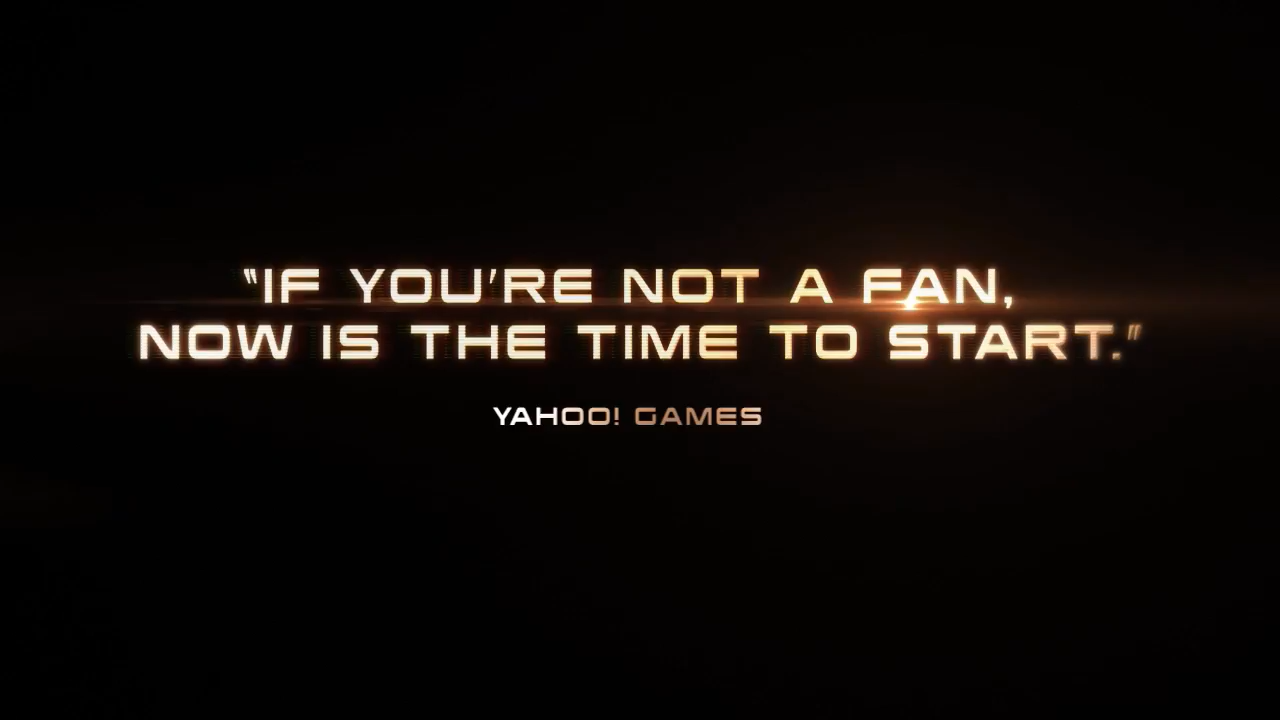 “IF YOU'RE NOT A FAN,
NOW IS THE TIME TO START.”
YAHOO! GAMES